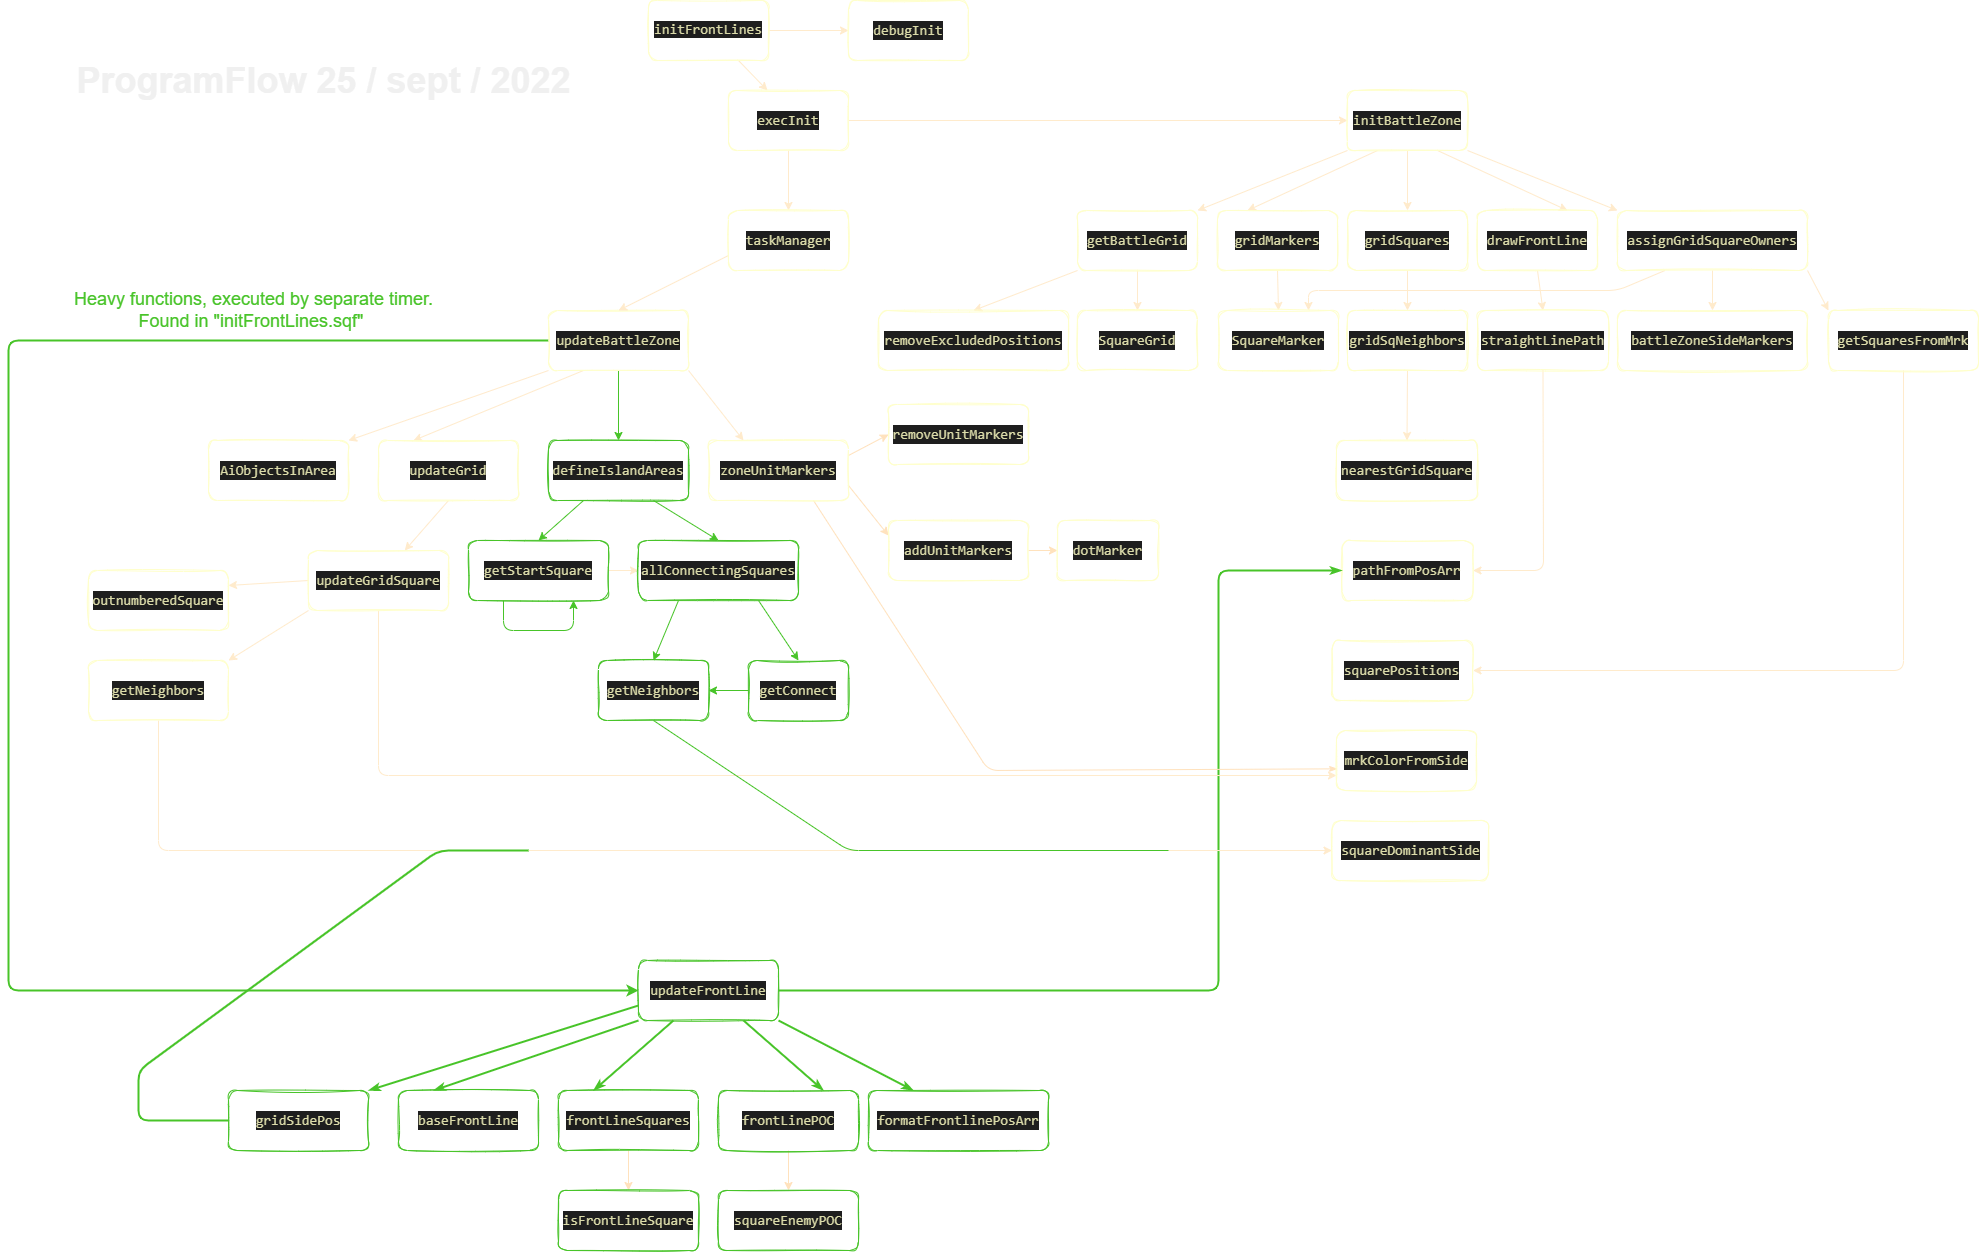 initFrontLines
debugInit
ProgramFlow 25 / sept / 2022
execInit
initBattleZone
taskManager
getBattleGrid
gridMarkers
gridSquares
drawFrontLine
assignGridSquareOwners
Heavy functions, executed by separate timer.
Found in "initFrontLines.sqf"
updateBattleZone
removeExcludedPositions
SquareGrid
SquareMarker
gridSqNeighbors
straightLinePath
battleZoneSideMarkers
getSquaresFromMrk
removeUnitMarkers
AiObjectsInArea
updateGrid
defineIslandAreas
zoneUnitMarkers
nearestGridSquare
addUnitMarkers
dotMarker
getStartSquare
allConnectingSquares
pathFromPosArr
updateGridSquare
outnumberedSquare
squarePositions
getNeighbors
getNeighbors
getConnect
mrkColorFromSide
squareDominantSide
updateFrontLine
gridSidePos
baseFrontLine
frontLineSquares
frontLinePOC
formatFrontlinePosArr
isFrontLineSquare
squareEnemyPOC